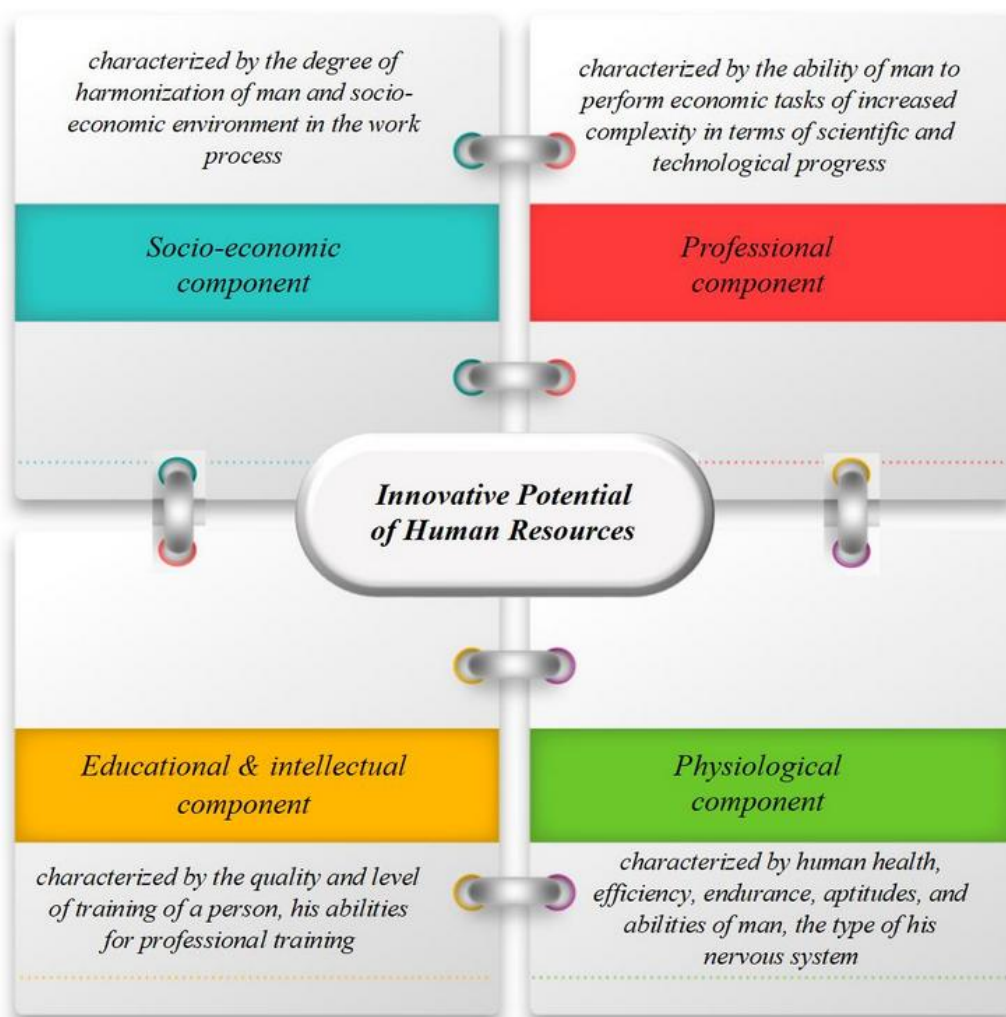 characterized by the degree of
harmonization of man and socio-
economic environment in the work
process
Socio-economic
component
characterized by the ability of man to
perform economic tasks of increased
complexity in terms of scientific and
technological progress
Professional
component
Innovative Potential
of Human Resources
Educational & intellectual
component
characterized by the quality and level
of training of a person, his abilities
for professional training
Physiological
component
characterized by human health,
efficiency, endurance, aptitudes, and
abilities of man, the type of his
nervous system